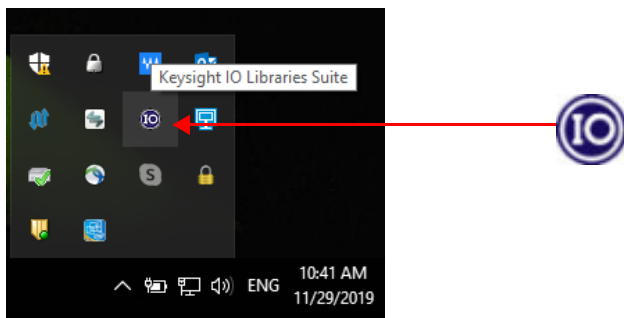 Keysight IO Libraries Suite
IO
IO
S
ENG
10:41 AM
11/29/2019